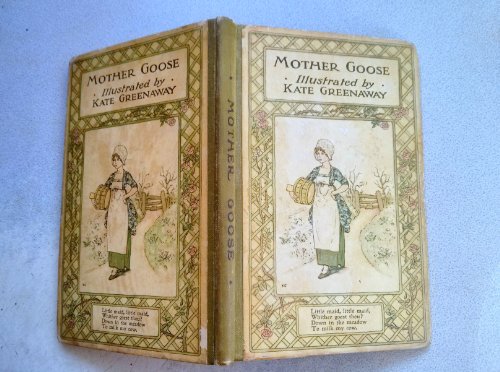 MOTHER GOOSE
Illustrated by
KATE GREENAWAY
Little maid, little maid,
Whither goest thou?
Down in the meadow
To milk my cow.
MOTHER GOOSE
MOTHER GOOSE
Illustrated by
KATE GREENAWAY
Little maid, little maid,
Whither goest thou?
Down in the meadow
To milk my cow.